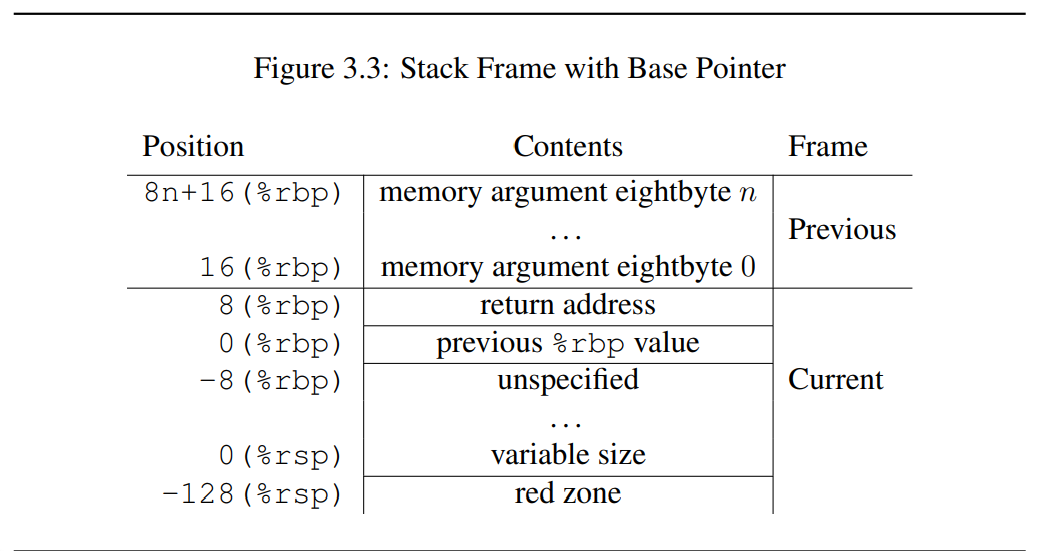 Figure 3.3: Stack Frame with Base Pointer
Position Contents Frame
8n+16(%rbp) memory argument eightbyte n
... Previous
16(%rbp) memory argument eightbyte 0
8(%rbp) return address
0(%rbp) previous %rbp value
-8(%rbp) unspecified Current
...
0(%rsp) variable size
-128(%rsp) red zone